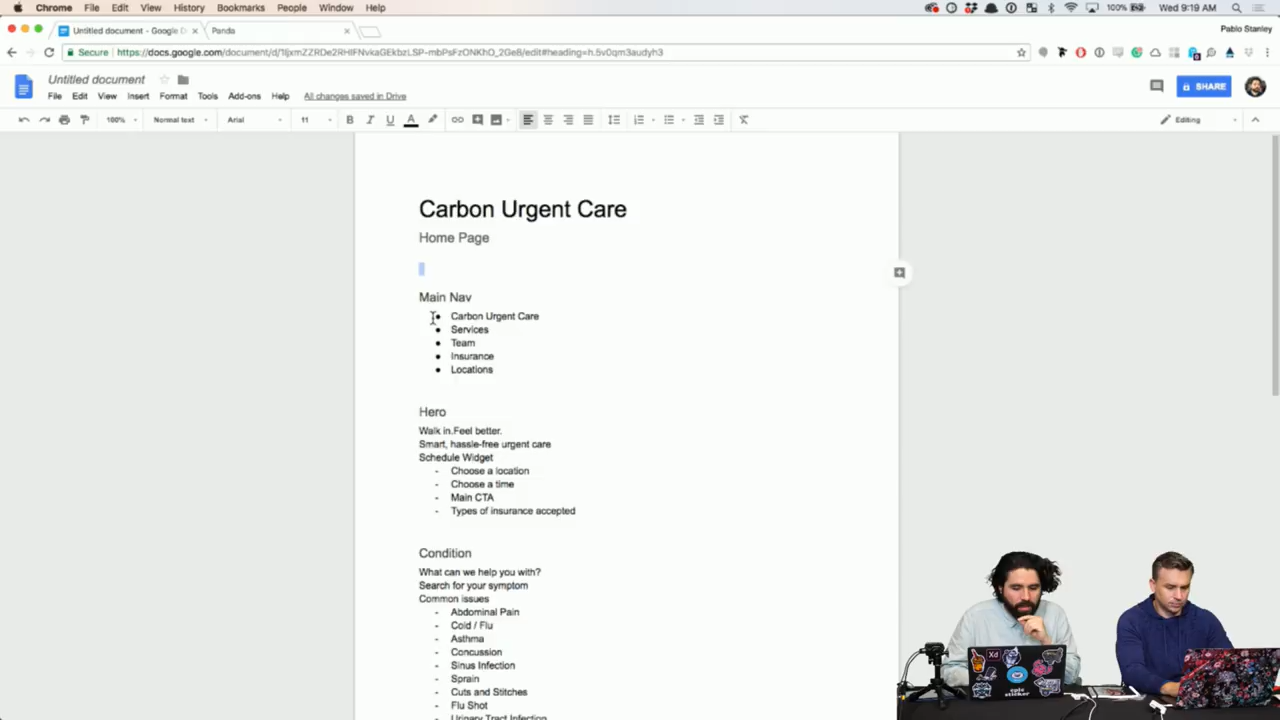 Chrome File Edit View History Bookmarks People Window Help 100% Wed 9:19 AM
Untitled document - Google D Panda Pablo Stanley
Secure
Untitled document
File Edit View Insert Format Tools Add-ons Help All changes saved in Drive SHARE
100% Normal text Arial 11 B I U A Editing
Carbon Urgent Care
Home Page
Main Nav
● Carbon Urgent Care
● Services
● Team
● Insurance
● Locations
Hero
Walk in.Feel better.
Smart, hassle-free urgent care
Schedule Widget
- Choose a location
- Choose a time
- Main CTA
- Types of insurance accepted
Condition
What can we help you with?
Search for your symptom
Common issues
- Abdominal Pain
- Cold / Flu
- Asthma
- Concussion
- Sinus Infection
- Sprain
- Cuts and Stitches
- Flu Shot
- Urinary Tract Infection
Xd